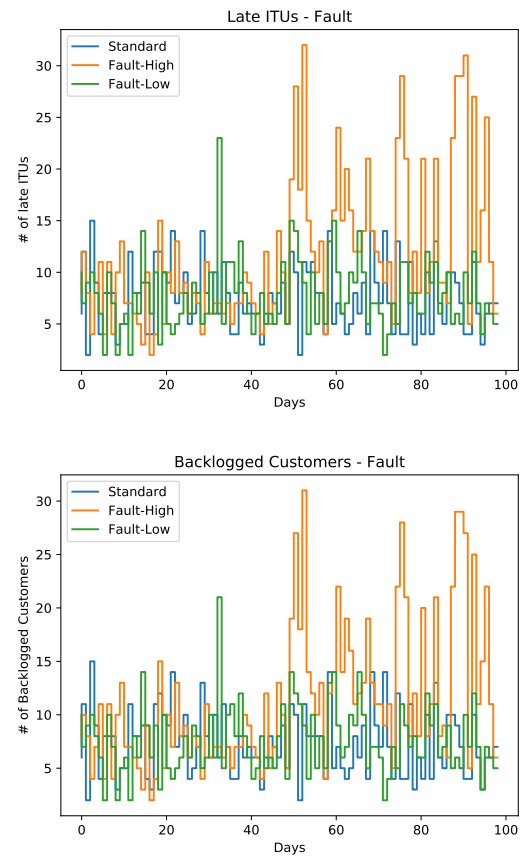 Late ITUs - Fault
Standard
Fault-High
Fault-Low
30
25
20
15
10
5
# of late ITUs
0 20 40 60 80 100
Days
Backlogged Customers - Fault
Standard
Fault-High
Fault-Low
30
25
20
15
10
5
# of Backlogged Customers
0 20 40 60 80 100
Days